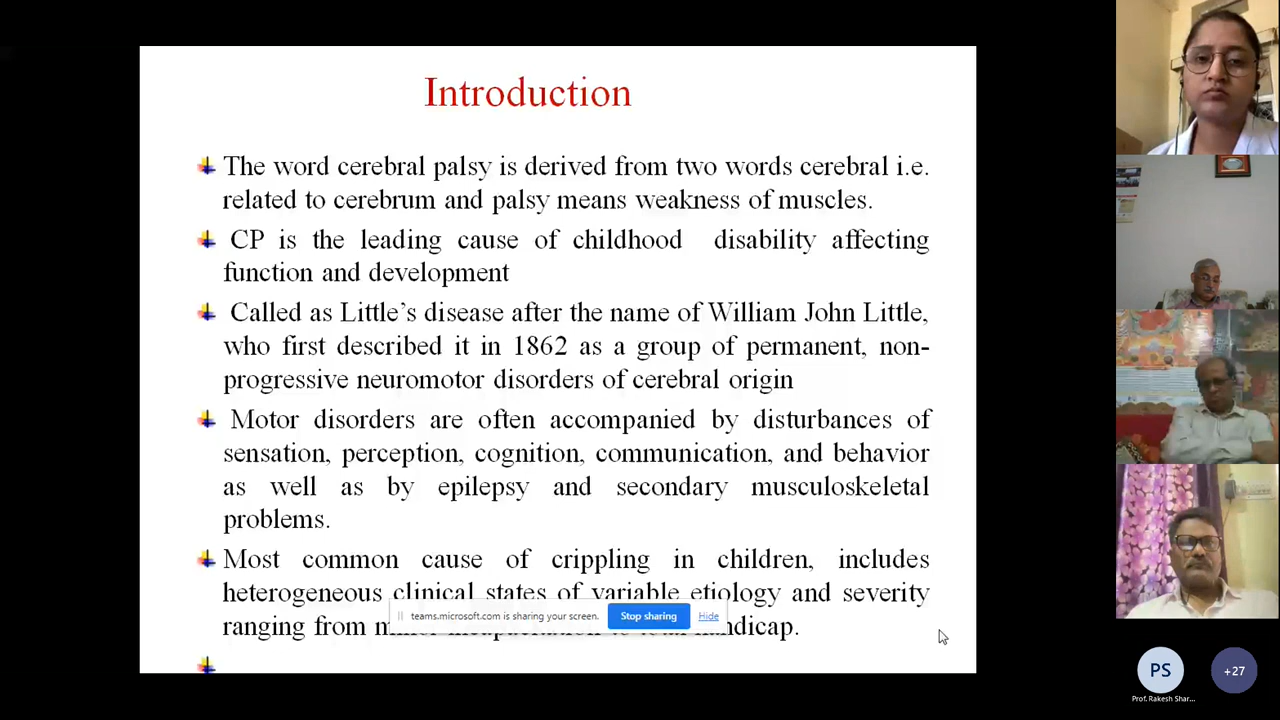 Introduction
The word cerebral palsy is derived from two words cerebral i.e.
related to cerebrum and palsy means weakness of muscles.
CP is the leading cause of childhood disability affecting
function and development
Called as Little's disease after the name of William John Little,
who first described it in 1862 as a group of permanent, non-
progressive neuromotor disorders of cerebral origin
Motor disorders are often accompanied by disturbances of
sensation, perception, cognition, communication, and behavior
as well as by epilepsy and secondary musculoskeletal
problems.
Most common cause of crippling in children, includes
heterogeneous clinical states of variable etiology and severity
ranging from handicap.
teams.microsoft.com is sharing your screen.
Stop sharing
Hide
PS
+27
Prof. Rakesh Shar...